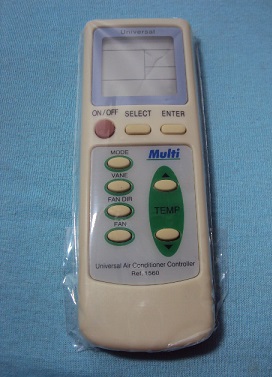 Universal
ON/OFF SELECT ENTER
MODE
Multi
VANE
FAN DIR
TEMP
FAN
Universal Air Conditioner Controller
Ref. 1560